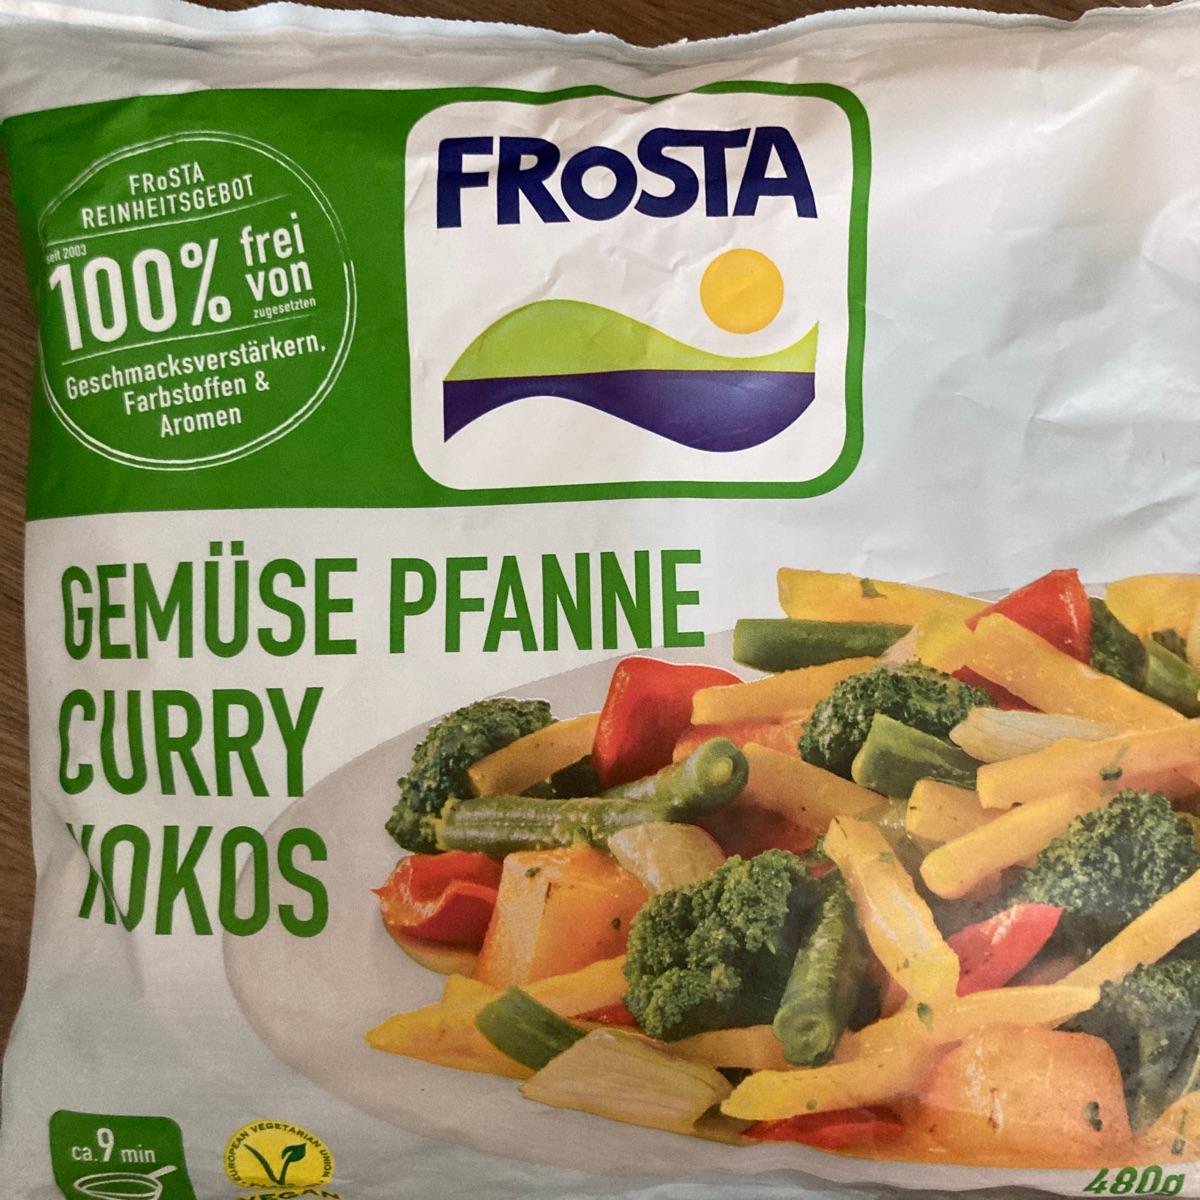 FRoSTA
REINHEITSGEBOT
seit 2003
100% frei
von
zugesetzten
Geschmacksverstärkern,
Farbstoffen &
Aromen
FRoSTA
GEMÜSE PFANNE
CURRY
KOKOS
ca. 9 min
EUROPEAN VEGETARIAN UNION
VEGAN
480g